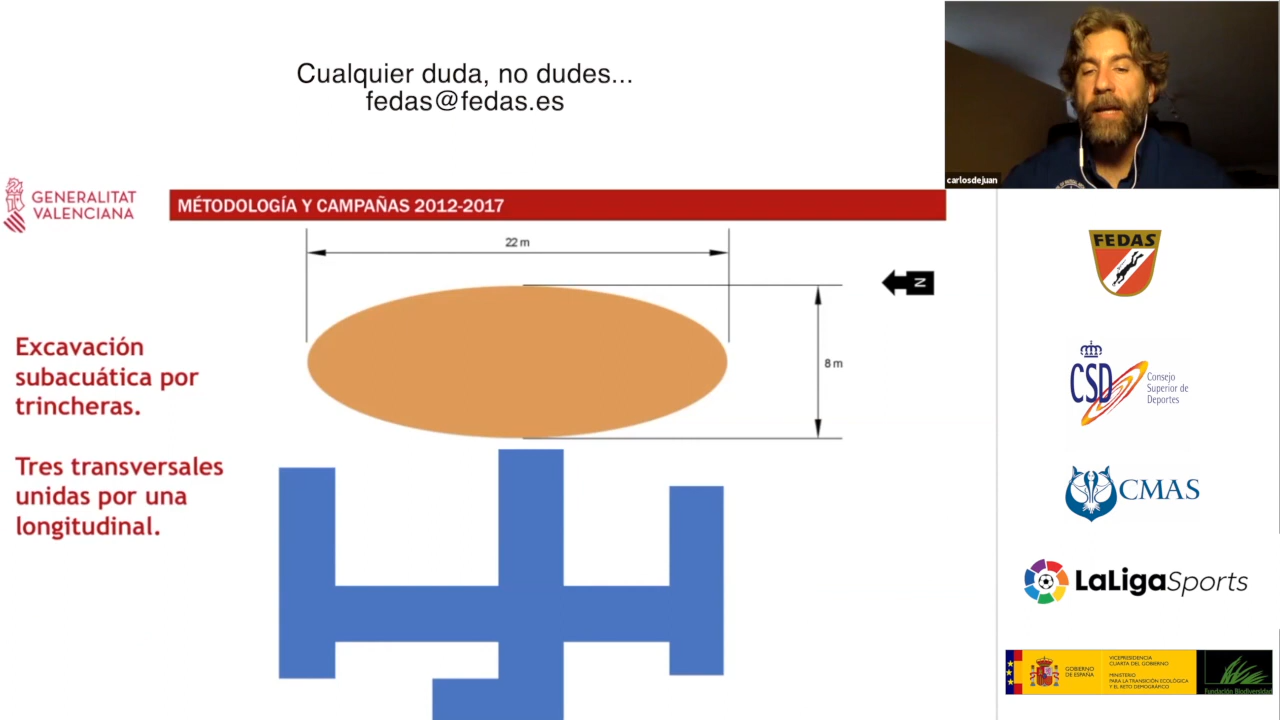 Cualquier duda, no dudes...
fedas@fedas.es
carlosdejuan
GENERALITAT
VALENCIANA
MÉTODOLOGÍA Y CAMPAÑAS 2012-2017
22 m
N
8 m
Excavación
subacuática por
trincheras.
Tres transversales
unidas por una
longitudinal.
FEDAS
CSD
Consejo
Superior de
Deportes
CMAS
LaLigaSports
GOBIERNO
DE ESPAÑA
VICEPRESIDENCIA
CUARTA DEL GOBIERNO
MINISTERIO
PARA LA TRANSICIÓN ECOLÓGICA
Y EL RETO DEMOGRÁFICO
Fundación Biodiversidad